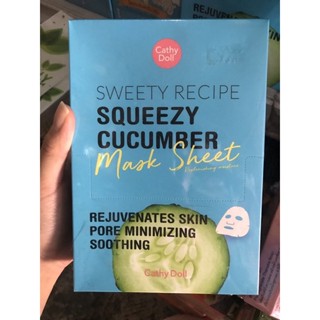 Cathy
Doll
SWEETY RECIPE
SQUEEZY
CUCUMBER
Mask Sheet
REJUVENATES SKIN
PORE MINIMIZING
SOOTHING
Cathy Doll